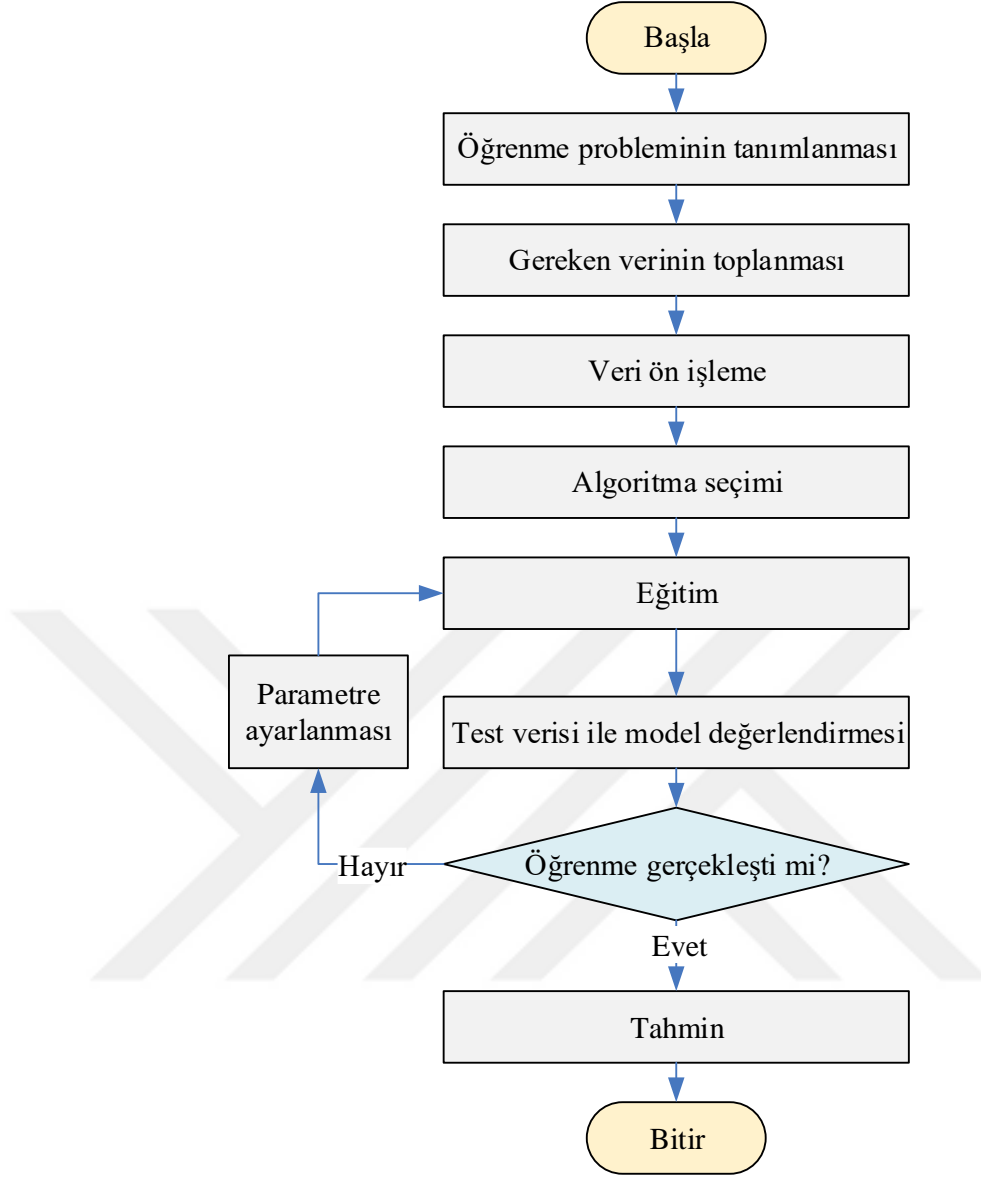 Başla
Öğrenme probleminin tanımlanması
Gereken verinin toplanması
Veri ön işleme
Algoritma seçimi
Eğitim
Parametre
ayarlanması
Test verisi ile model değerlendirmesi
Hayır
Öğrenme gerçekleşti mi?
Evet
Tahmin
Bitir